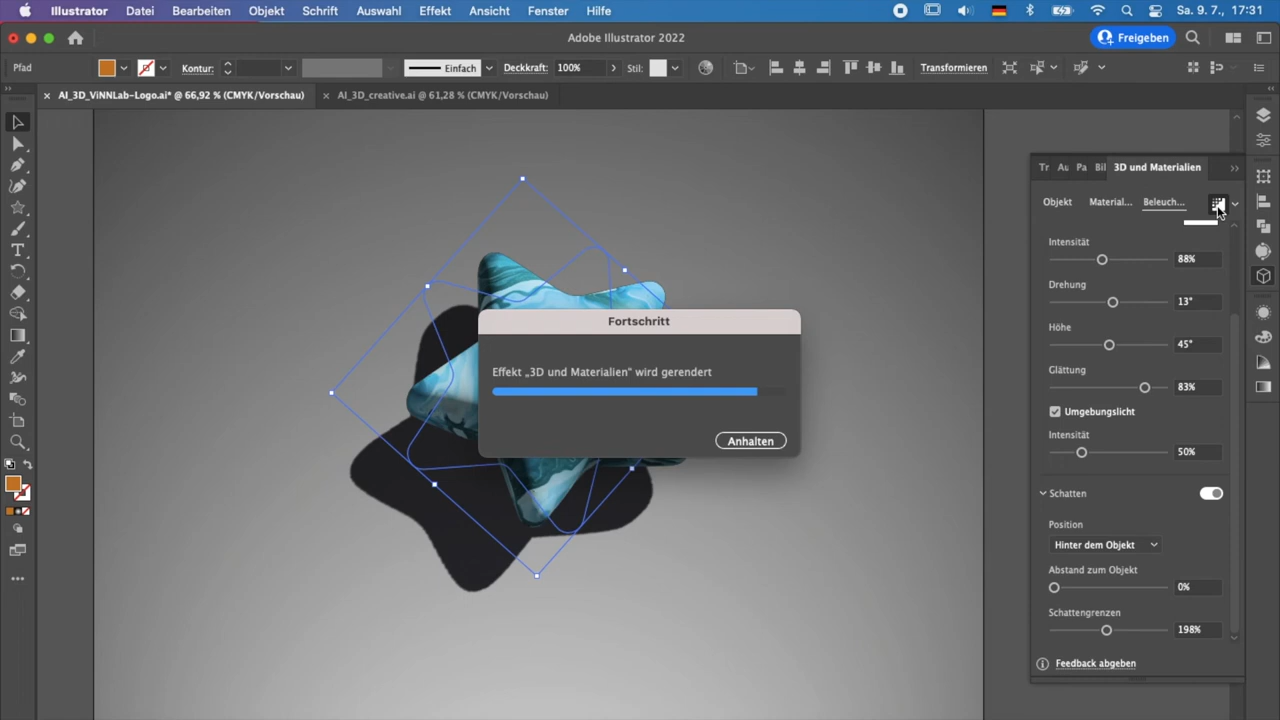 Illustrator Datei Bearbeiten Objekt Schrift Auswahl Effekt Ansicht Fenster Hilfe Sa. 9. 7., 17:31
Adobe Illustrator 2022 Freigeben
Pfad Kontur: Einfach Deckkraft: 100% Stil: Transformieren
AI_3D_ViNNLab-Logo.ai* @ 66,92 % (CMYK/Vorschau) AI_3D_creative.ai @ 61,28 % (CMYK/Vorschau)
Tr Pa Bil 3D und Materialien
Objekt Material... Beleuch...
Intensität
88%
Drehung
13°
Höhe
45°
Glättung
83%
Umgebungslicht
Intensität
50%
Schatten
Position
Hinter dem Objekt
Abstand zum Objekt
0%
Schattengrenzen
198%
Feedback abgeben
Fortschritt
Effekt „3D und Materialien" wird gerendert
Anhalten